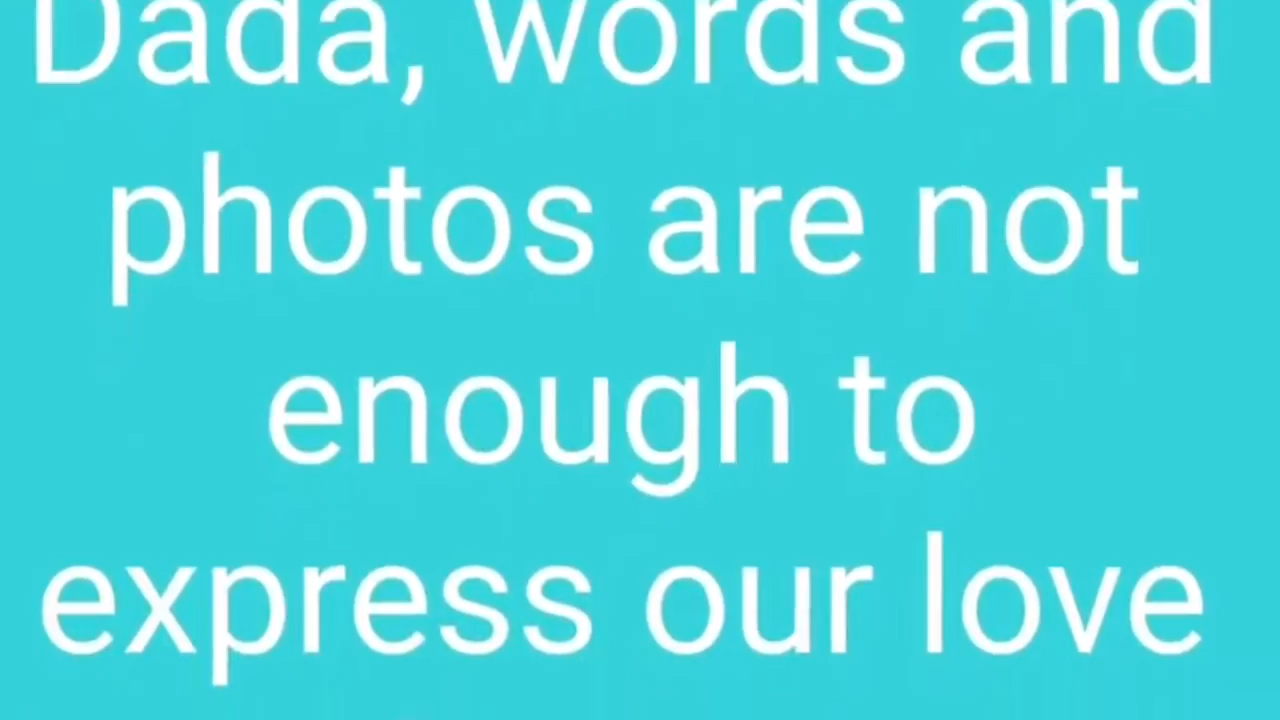 Dada, words and
photos are not
enough to
express our love